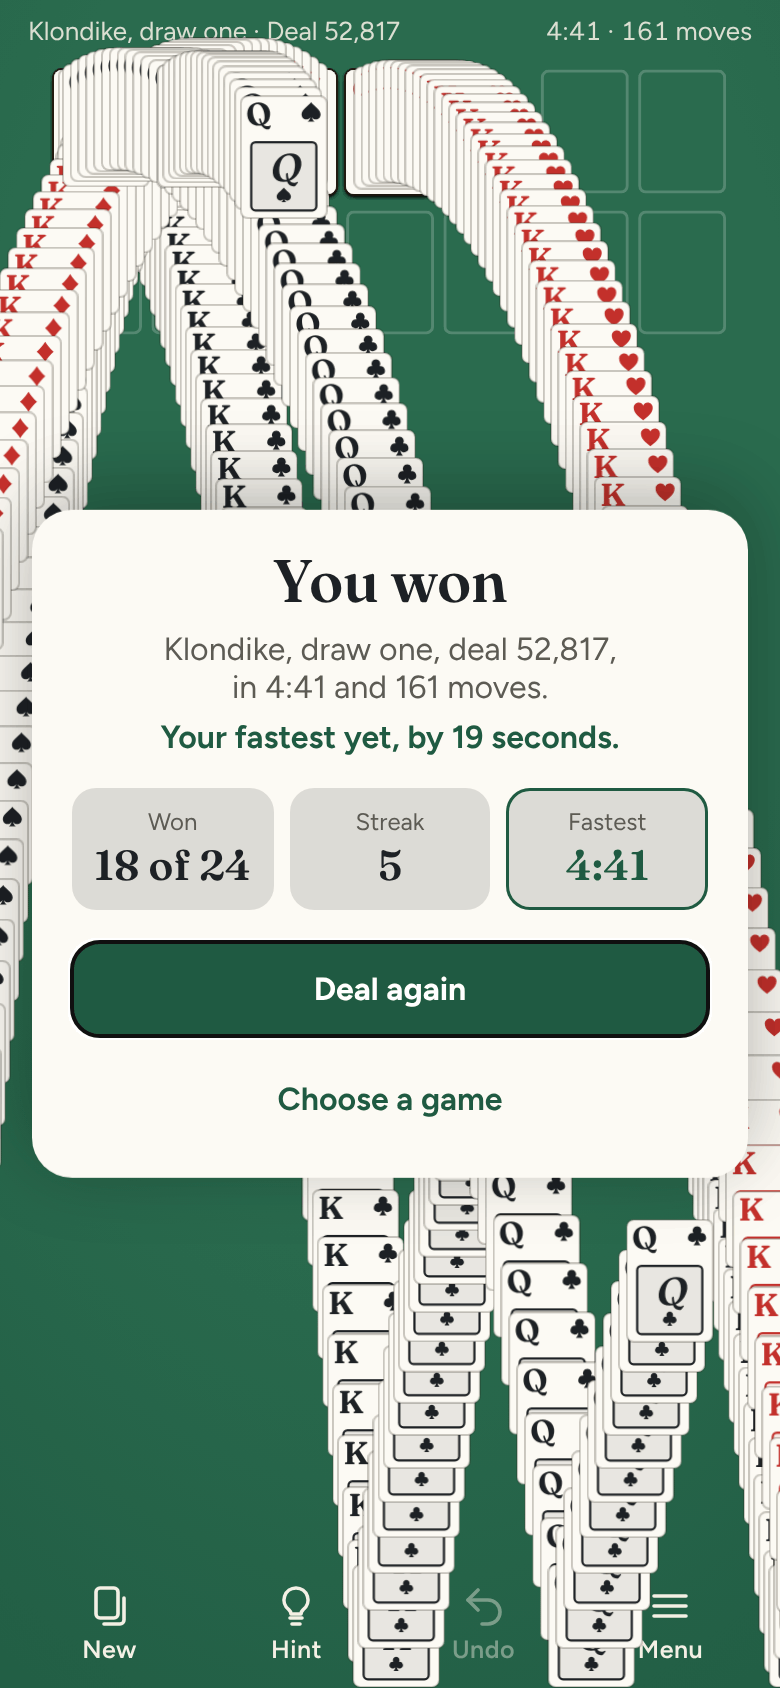 Klondike, draw one · Deal 52,817
4:41 · 161 moves
Q
Q
You won
Klondike, draw one, deal 52,817,
in 4:41 and 161 moves.
Your fastest yet, by 19 seconds.
Won
18 of 24
Streak
5
Fastest
4:41
Deal again
Choose a game
Q
Q
New
Hint
Undo
Menu